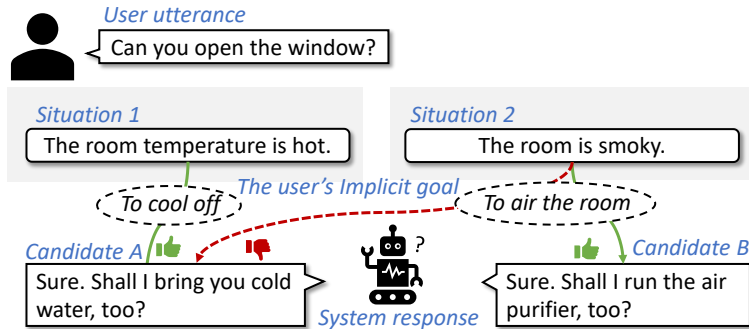 User utterance
Can you open the window?
Situation 1
Situation 2
The room temperature is hot.
The room is smoky.
The user's Implicit goal
To cool off
To air the room
Candidate A
Candidate B
?
Sure. Shall I bring you cold
water, too?
Sure. Shall I run the air
purifier, too?
System response